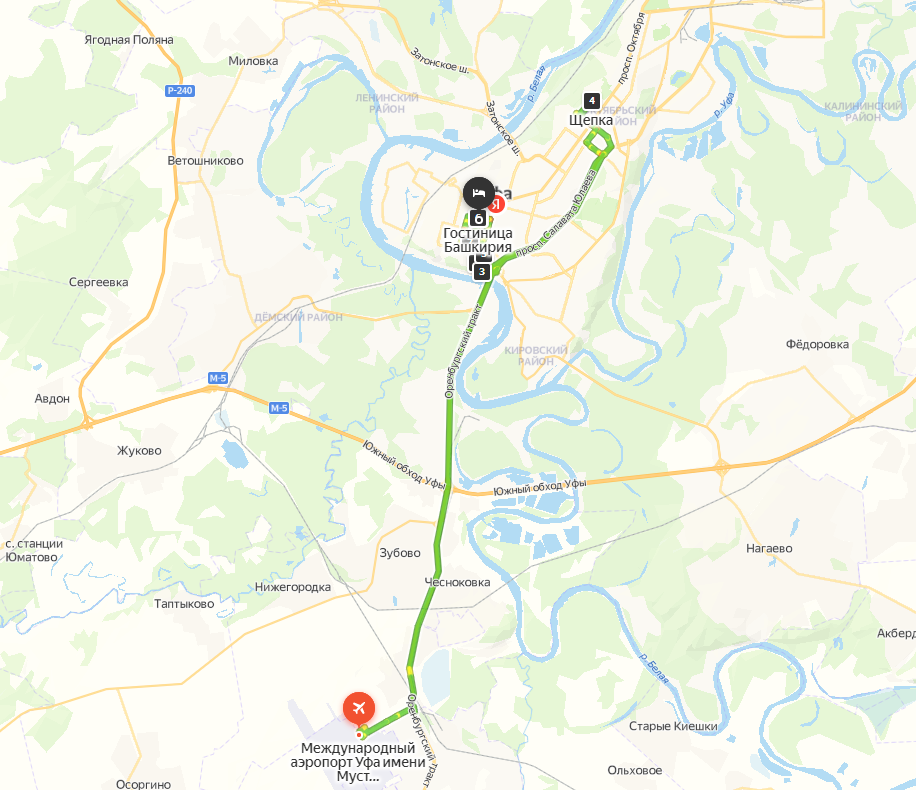 Ягодная Поляна
Миловка
Затонское ш.
р. Белая
просп. Октября
Р-240
ЛЕНИНСКИЙ
РАЙОН
4
Щепка
р. Уфа
КАЛИНИНСКИЙ
РАЙОН
РАЙОН
Затонское ш.
Ветошниково
6
Гостиница
Башкирия
просп. Салавата Юлаева
3
Сергеевка
ДЁМСКИЙ РАЙОН
Оренбургский тракт
КИРОВСКИЙ
РАЙОН
Фёдоровка
М-5
М-5
Авдон
Жуково
Южный обход Уфы
Южный обход Уфы
с. станции
Юматово
Зубово
Нагаево
Чесноковка
Нижегородка
Таптыково
Акберд
р. Белая
Оренбургский тракт
Старые Киешки
Международный
аэропорт Уфа имени
Муст...
Осоргино
Ольховое